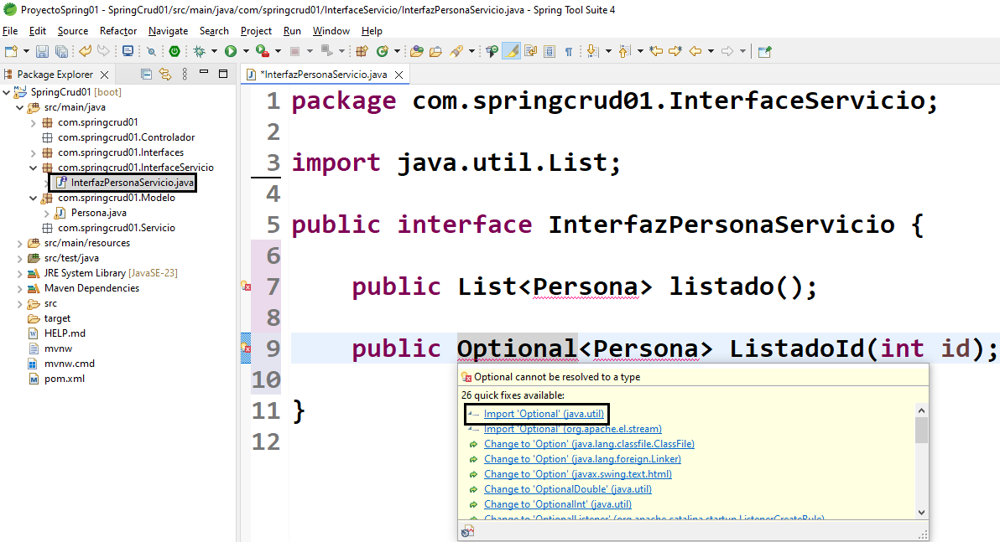 ProyectoSpring01 - SpringCrud01/src/main/java/com/springcrud01/InterfaceServicio/InterfazPersonaServicio.java - Spring Tool Suite 4
File Edit Source Refactor Navigate Search Project Run Window Help
Package Explorer
SpringCrud01 [boot]
src/main/java
com.springcrud01
com.springcrud01.Controlador
com.springcrud01.Interfaces
com.springcrud01.InterfaceServicio
InterfazPersonaServicio.java
com.springcrud01.Modelo
Persona.java
com.springcrud01.Servicio
src/main/resources
src/test/java
JRE System Library [JavaSE-23]
Maven Dependencies
src
target
HELP.md
mvnw
mvnw.cmd
pom.xml
*InterfazPersonaServicio.java
1 package com.springcrud01.InterfaceServicio;
2
3 import java.util.List;
4
5 public interface InterfazPersonaServicio {
6
7 public List<Persona> listado();
8
9 public Optional<Persona> ListadoId(int id);
10
11 }
12
Optional cannot be resolved to a type
26 quick fixes available:
Import 'Optional' (java.util)
Import 'Optional' (org.apache.el.stream)
Change to 'Option' (java.lang.classfile.ClassFile)
Change to 'Option' (java.lang.foreign.Linker)
Change to 'Option' (javax.swing.text.html)
Change to 'OptionalDouble' (java.util)
Change to 'OptionalInt' (java.util)
Change to 'OptionalListener' (org.apache.catalina.startup.ListenerCreateRule)